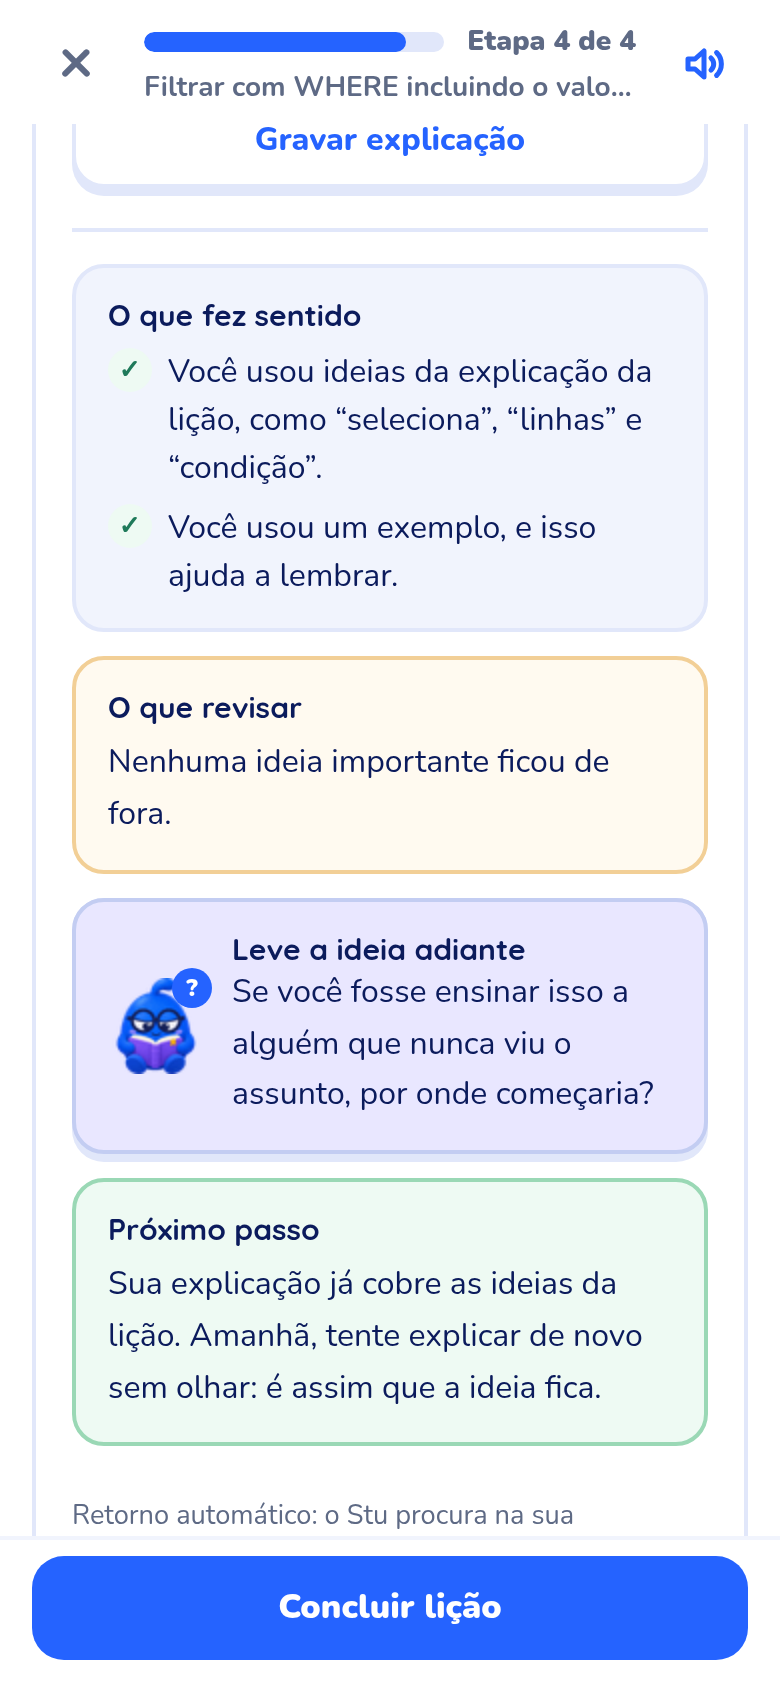 Etapa 4 de 4
Filtrar com WHERE incluindo o valo...
Gravar explicação
O que fez sentido
✓ Você usou ideias da explicação da
lição, como “seleciona”, “linhas” e
“condição”.
✓ Você usou um exemplo, e isso
ajuda a lembrar.
O que revisar
Nenhuma ideia importante ficou de
fora.
?
Leve a ideia adiante
Se você fosse ensinar isso a
alguém que nunca viu o
assunto, por onde começaria?
Próximo passo
Sua explicação já cobre as ideias da
lição. Amanhã, tente explicar de novo
sem olhar: é assim que a ideia fica.
Retorno automático: o Stu procura na sua
Concluir lição